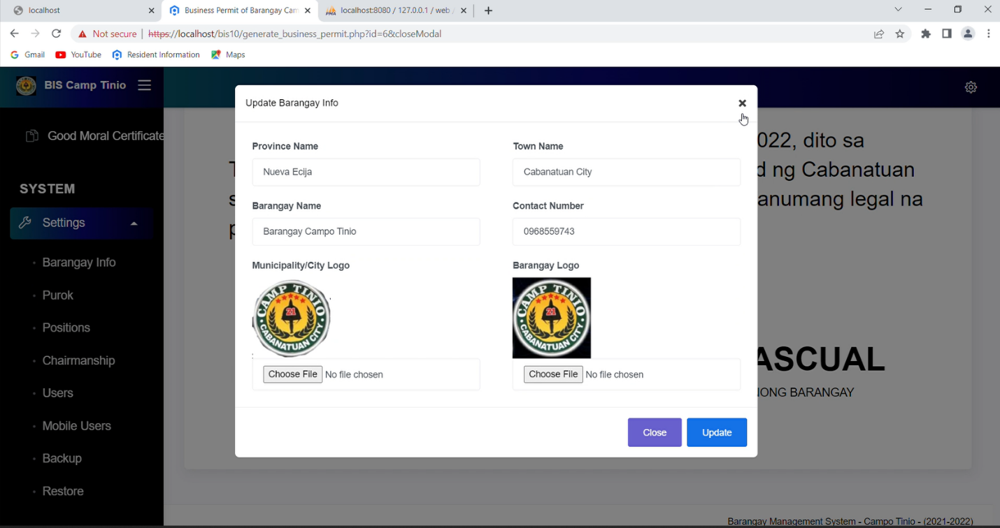 localhost
Business Permit of Barangay Cam
localhost:8080 / 127.0.0.1 / web /
Not secure | https://localhost/bis10/generate_business_permit.php?id=6&closeModal
Gmail
YouTube
Resident Information
Maps
BIS Camp Tinio
Good Moral Certificate
SYSTEM
Settings
Barangay Info
Purok
Positions
Chairmanship
Users
Mobile Users
Backup
Restore
Update Barangay Info
Province Name
Nueva Ecija
Town Name
Cabanatuan City
Barangay Name
Barangay Campo Tinio
Contact Number
0968559743
Municipality/City Logo
CAMP TINIO
21
CABANATUAN CITY
Choose File No file chosen
Barangay Logo
CAMP TINIO
21
CABANATUAN CITY
Choose File No file chosen
Close
Update
022, dito sa
d ng Cabanatuan
anumang legal na
ASCUAL
ONG BARANGAY
Barangay Management System - Campo Tinio - (2021-2022)